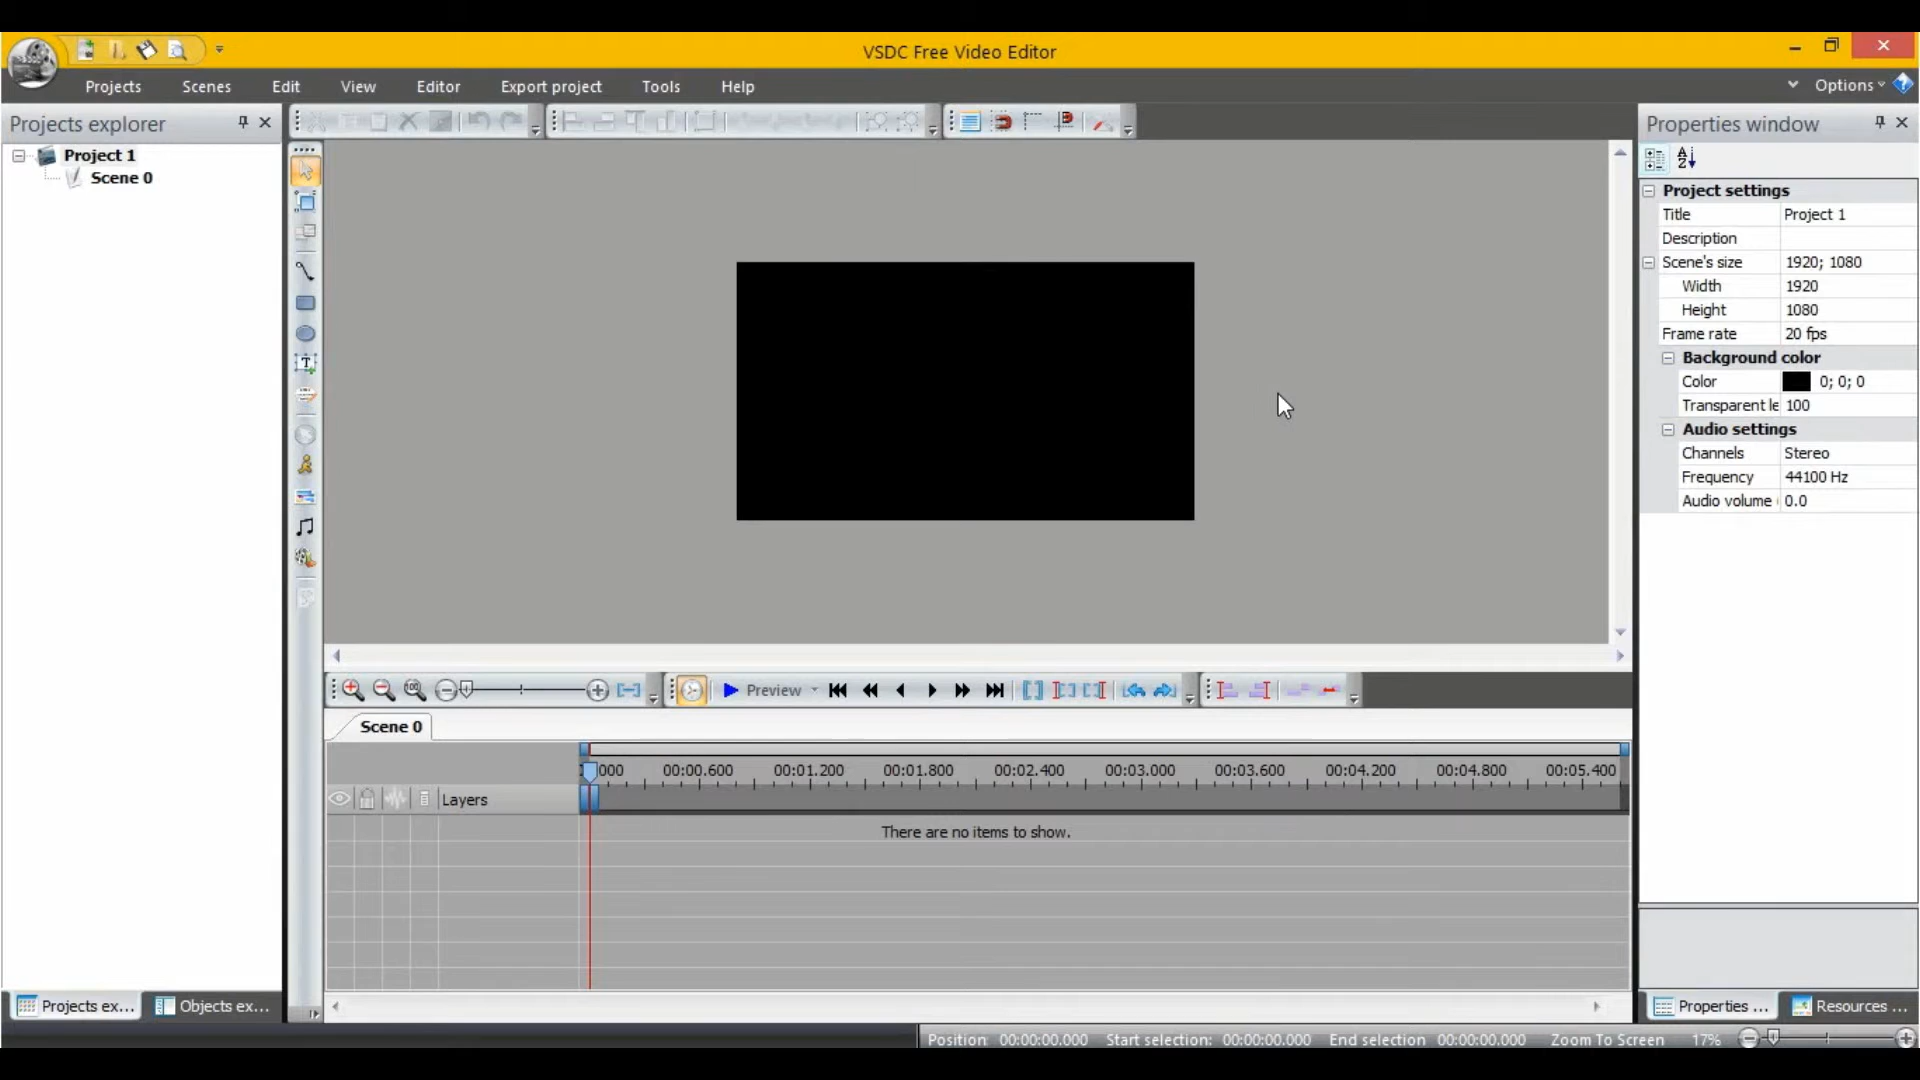 VSDC Free Video Editor
Projects Scenes Edit View Editor Export project Tools Help Options
Projects explorer
Project 1
Scene 0
Properties window
Project settings
Title Project 1
Description
Scene's size 1920; 1080
Width 1920
Height 1080
Frame rate 20 fps
Background color
Color 0; 0; 0
Transparent le 100
Audio settings
Channels Stereo
Frequency 44100 Hz
Audio volume 0.0
Preview
Scene 0
000 00:00.600 00:01.200 00:01.800 00:02.400 00:03.000 00:03.600 00:04.200 00:04.800 00:05.400
Layers
There are no items to show.
Projects ex... Objects ex... Properties ... Resources ...
Position: 00:00:00.000 Start selection: 00:00:00.000 End selection 00:00:00.000 Zoom To Screen 17%